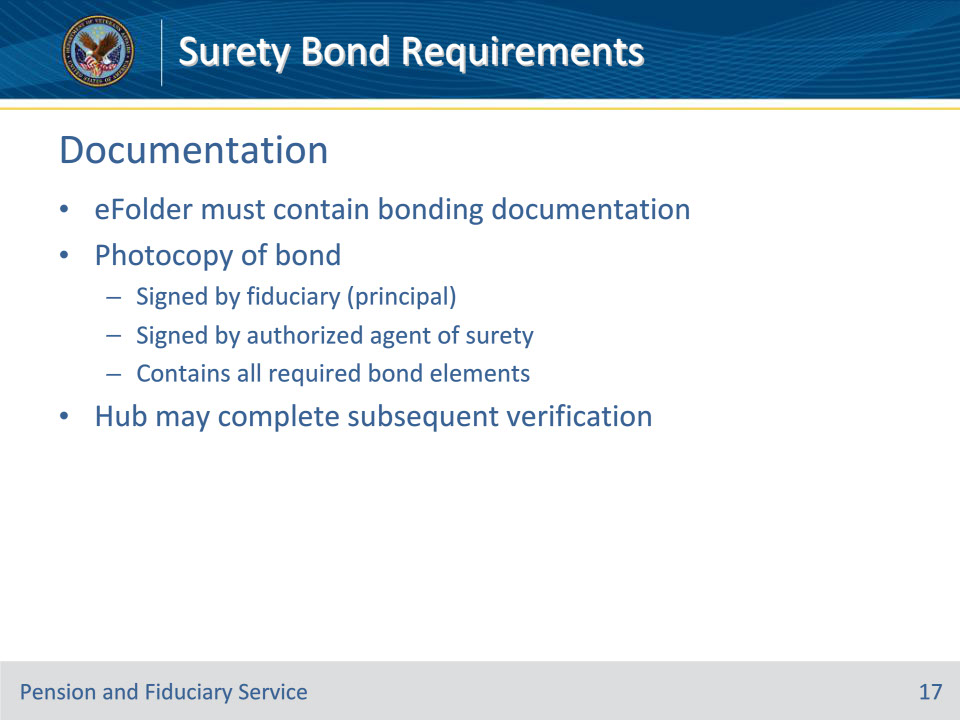 Surety Bond Requirements
Documentation
• eFolder must contain bonding documentation
• Photocopy of bond
– Signed by fiduciary (principal)
– Signed by authorized agent of surety
– Contains all required bond elements
• Hub may complete subsequent verification
Pension and Fiduciary Service
17
DEPARTMENT OF VETERANS AFFAIRS
UNITED STATES OF AMERICA